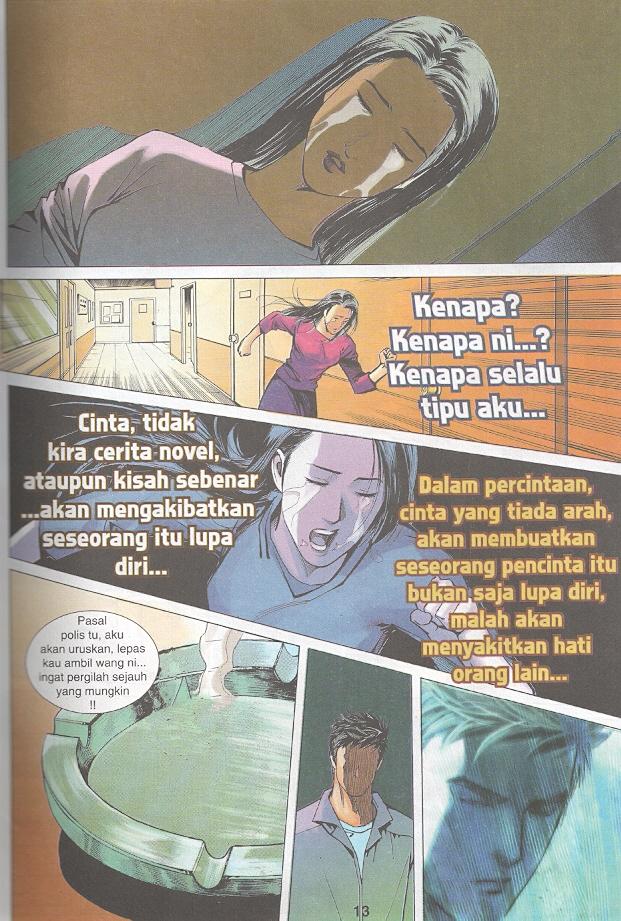 Kenapa?
Kenapa ni...?
Kenapa selalu
tipu aku...
Cinta, tidak
kira cerita novel,
ataupun kisah sebenar
...akan mengakibatkan
seseorang itu lupa
diri...
Dalam percintaan,
cinta yang tiada arah,
akan membuatkan
seseorang pencinta itu
bukan saja lupa diri,
malah akan
menyakitkan hati
orang lain...
Pasal
polis tu, aku
akan uruskan, lepas
kau ambil wang ni...
ingat pergilah sejauh
yang mungkin
!!
13